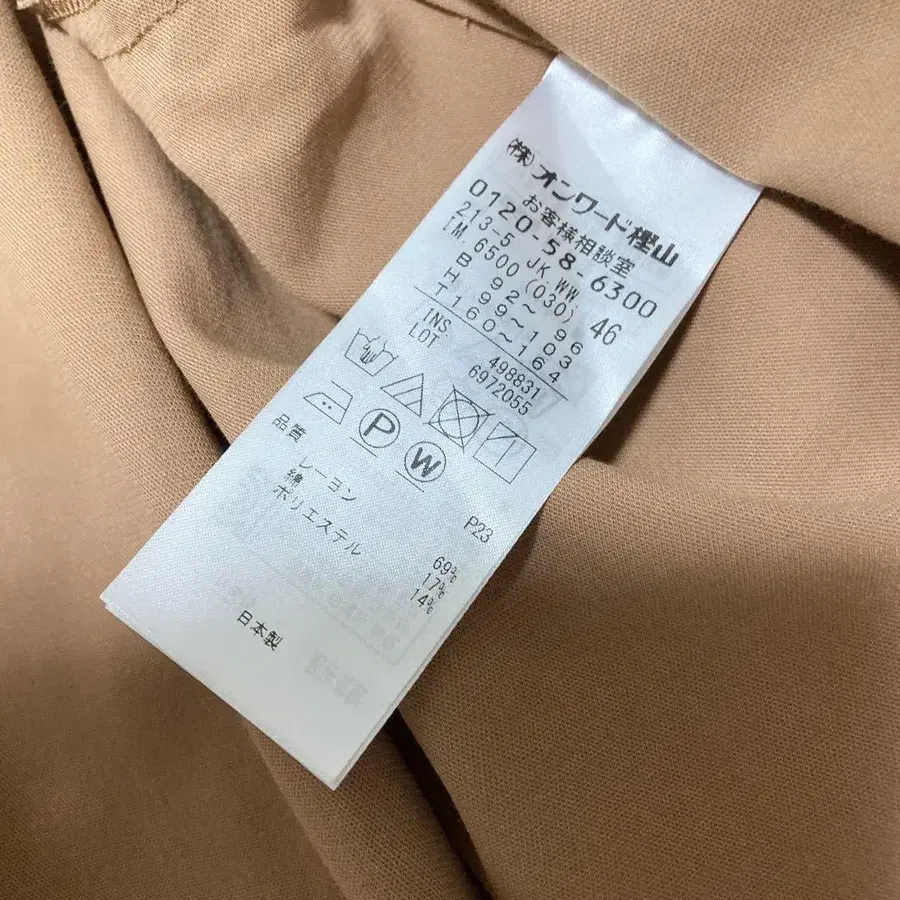 (株)オンワード樫山
お客様相談室
0120-58-6300
213-5 JK WW
IM 6500 (030) 46
B 92～ 96
H 99～103
T 160～164
INS. 498831
LOT 6972055
P W
P23
品質 レーヨン 69%
綿 17%
ポリエステル 14%
日本製